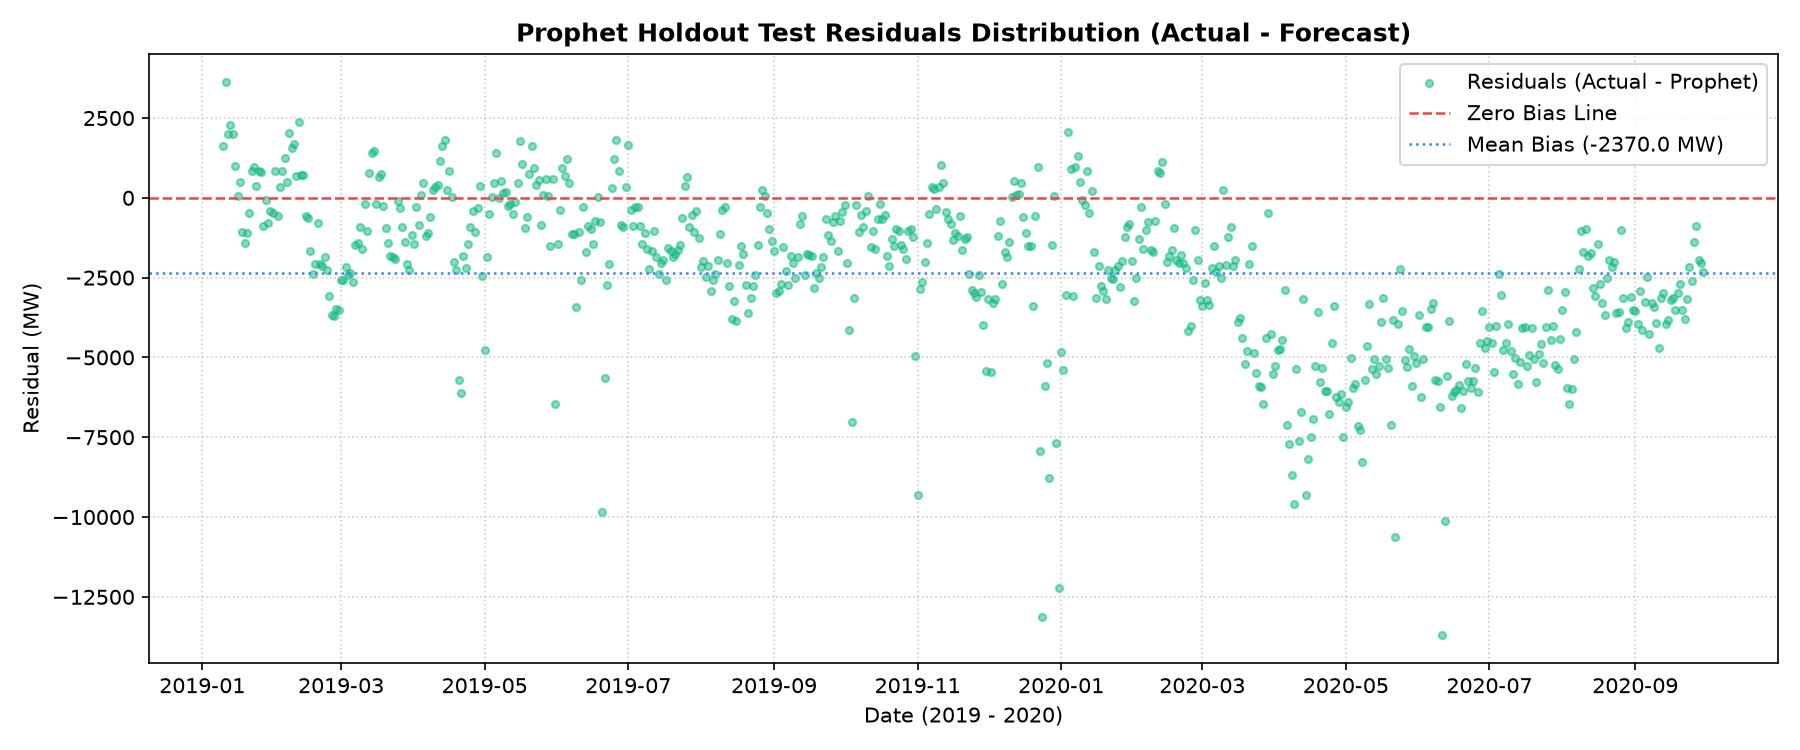 Prophet Holdout Test Residuals Distribution (Actual - Forecast)
Residuals (Actual - Prophet)
Zero Bias Line
Mean Bias (-2370.0 MW)
Residual (MW)
2500
0
−2500
−5000
−7500
−10000
−12500
2019-01 2019-03 2019-05 2019-07 2019-09 2019-11 2020-01 2020-03 2020-05 2020-07 2020-09
Date (2019 - 2020)